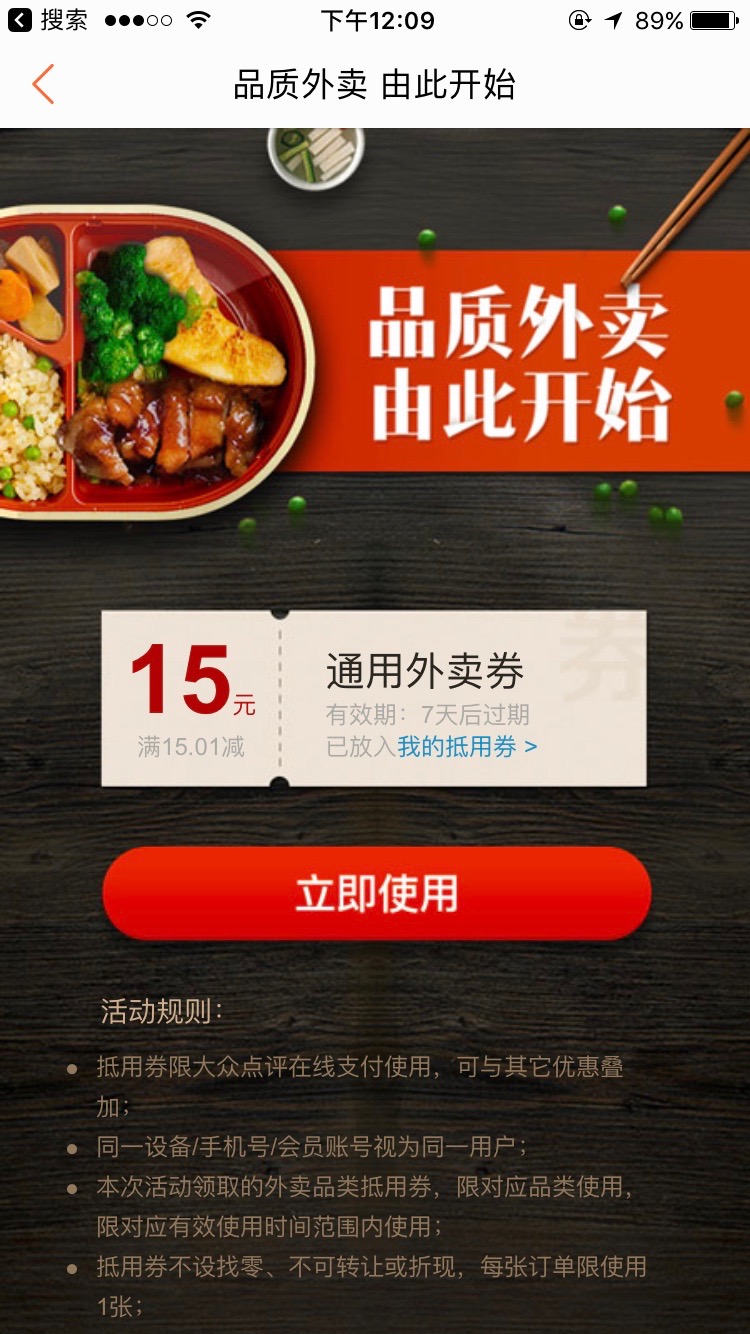 搜索 下午12:09 89%
品质外卖 由此开始
品质外卖
由此开始
券
15元
通用外卖券
有效期：7天后过期
满15.01减
已放入我的抵用券 >
立即使用
活动规则：
抵用券限大众点评在线支付使用，可与其它优惠叠
加；
同一设备/手机号/会员账号视为同一用户；
本次活动领取的外卖品类抵用券，限对应品类使用，
限对应有效使用时间范围内使用；
抵用券不设找零、不可转让或折现，每张订单限使用
1张；